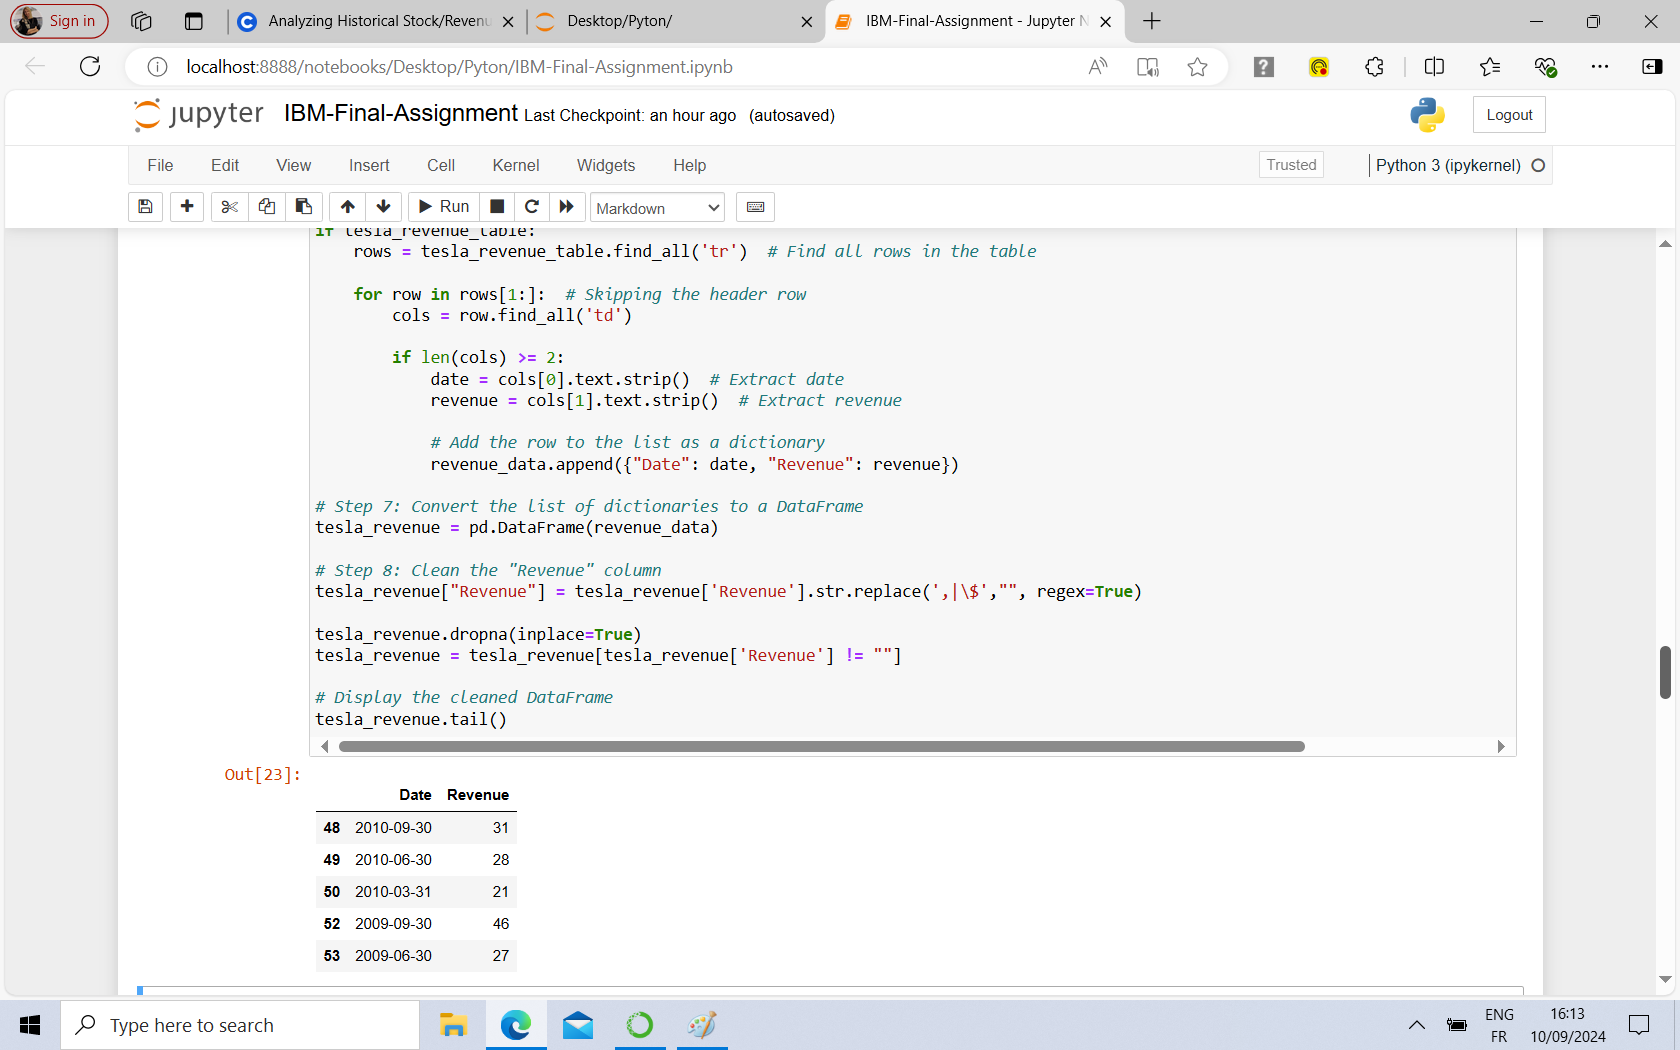 Sign in
Analyzing Historical Stock/Revenu
Desktop/Pyton/
IBM-Final-Assignment - Jupyter N
localhost:8888/notebooks/Desktop/Pyton/IBM-Final-Assignment.ipynb
jupyter IBM-Final-Assignment Last Checkpoint: an hour ago (autosaved)
Logout
File Edit View Insert Cell Kernel Widgets Help
Trusted
Python 3 (ipykernel)
Run
Markdown
if tesla_revenue_table:
    rows = tesla_revenue_table.find_all('tr')  # Find all rows in the table
    for row in rows[1:]:  # Skipping the header row
        cols = row.find_all('td')
        if len(cols) >= 2:
            date = cols[0].text.strip()  # Extract date
            revenue = cols[1].text.strip()  # Extract revenue
            # Add the row to the list as a dictionary
            revenue_data.append({"Date": date, "Revenue": revenue})
# Step 7: Convert the list of dictionaries to a DataFrame
tesla_revenue = pd.DataFrame(revenue_data)
# Step 8: Clean the "Revenue" column
tesla_revenue["Revenue"] = tesla_revenue['Revenue'].str.replace(',|\$',"", regex=True)
tesla_revenue.dropna(inplace=True)
tesla_revenue = tesla_revenue[tesla_revenue['Revenue'] != ""]
# Display the cleaned DataFrame
tesla_revenue.tail()
Out[23]:
Date Revenue
48 2010-09-30 31
49 2010-06-30 28
50 2010-03-31 21
52 2009-09-30 46
53 2009-06-30 27
Type here to search
ENG
FR
16:13
10/09/2024